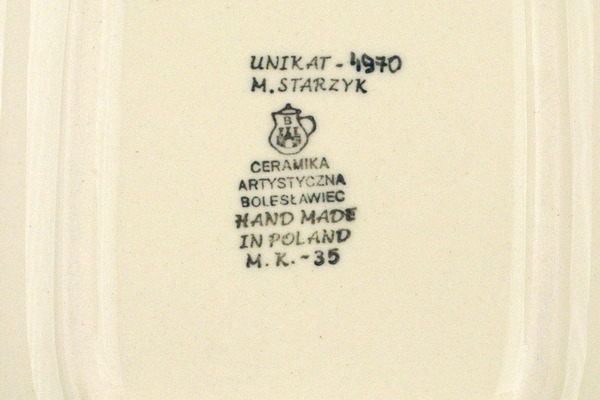 UNIKAT - 4970
M. STARZYK
B
CERAMIKA
ARTYSTYCZNA
BOLESŁAWIEC
HAND MADE
IN POLAND
M. K. - 35